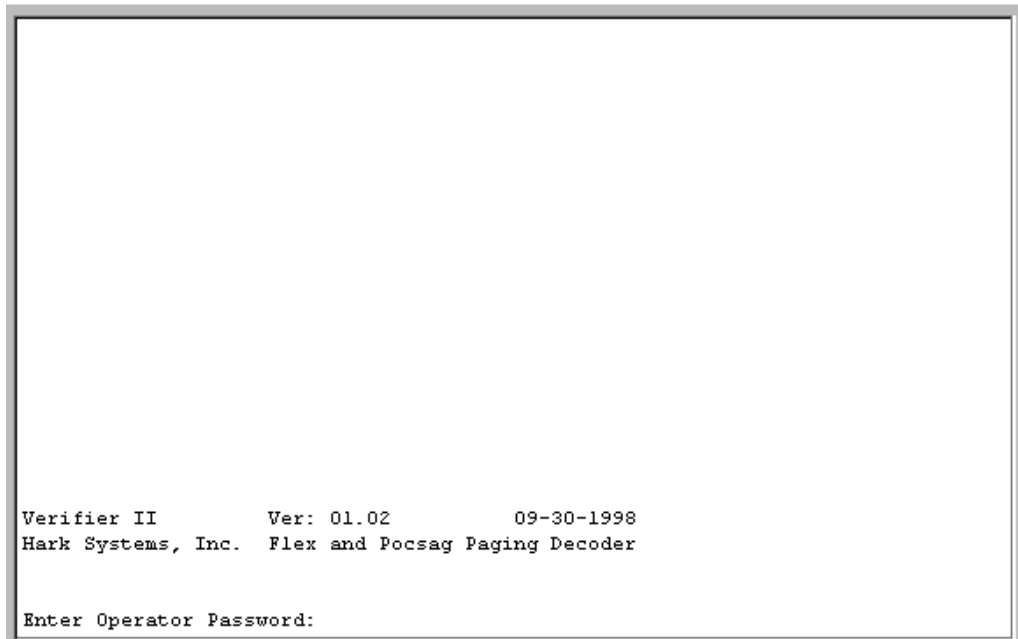 Verifier II         Ver: 01.02          09-30-1998
Hark Systems, Inc.  Flex and Pocsag Paging Decoder
Enter Operator Password: